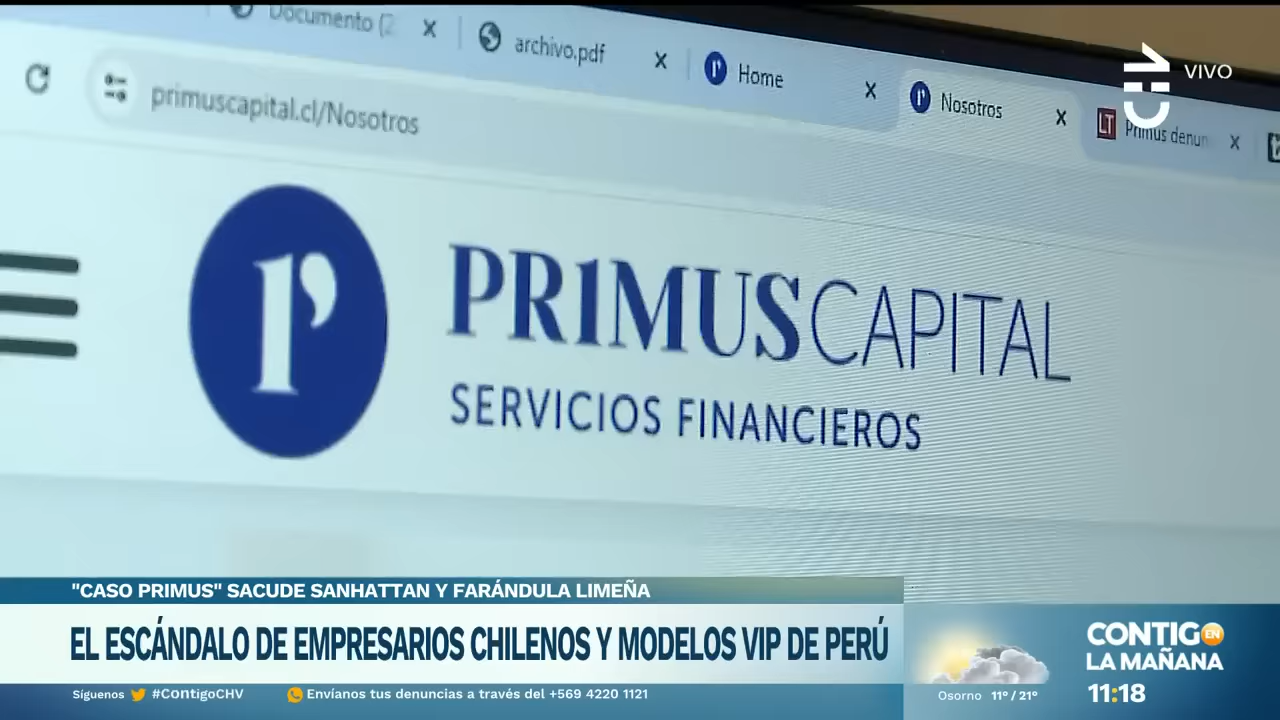 Documento (2
archivo.pdf
Home
Nosotros
LT
Primus denun
VIVO
primuscapital.cl/Nosotros
PR1MUSCAPITAL
SERVICIOS FINANCIEROS
"CASO PRIMUS" SACUDE SANHATTAN Y FARÁNDULA LIMEÑA
EL ESCÁNDALO DE EMPRESARIOS CHILENOS Y MODELOS VIP DE PERÚ
CONTIGO EN
LA MAÑANA
Síguenos #ContigoCHV Envíanos tus denuncias a través del +569 4220 1121
Osorno 11° / 21°
11:18